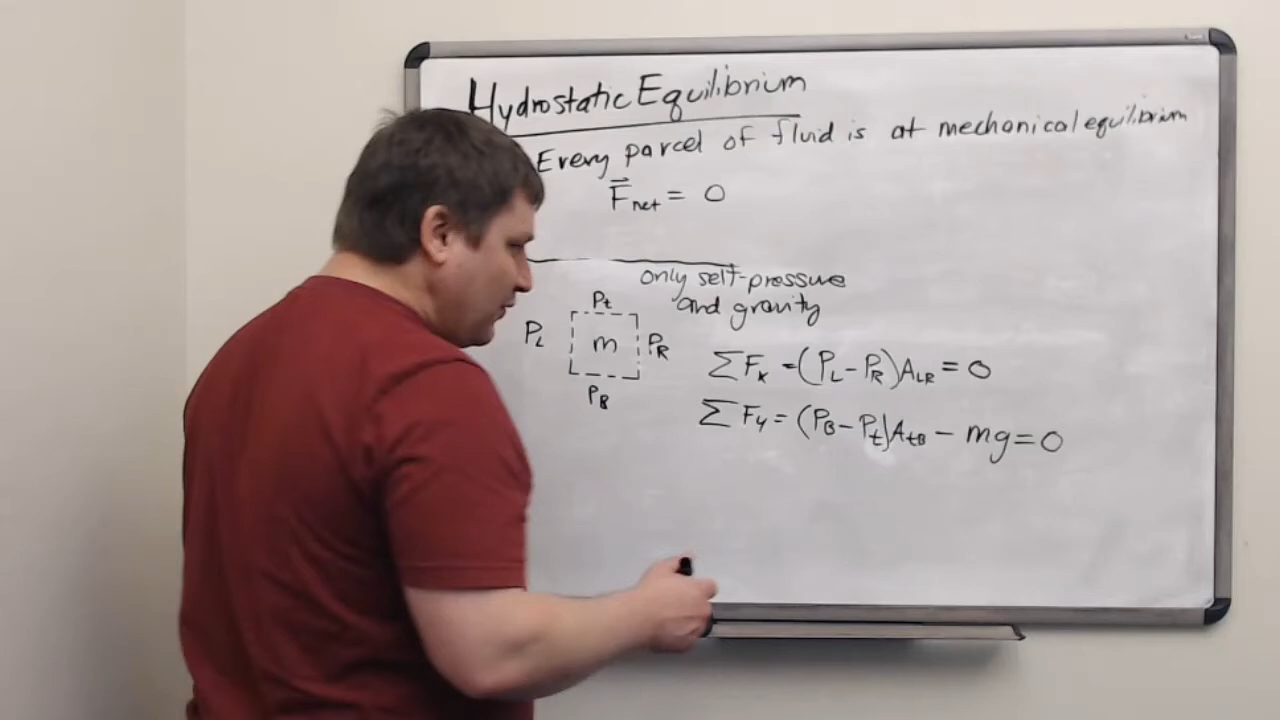 Hydrostatic Equilibrium
Every parcel of fluid is at mechanical equilibrium
F⃗net = 0
only self-pressure
and gravity
Pt
PL m PR
PB
ΣFx = (PL - PR)ALR = 0
ΣFy = (PB - Pt)AtB - mg = 0